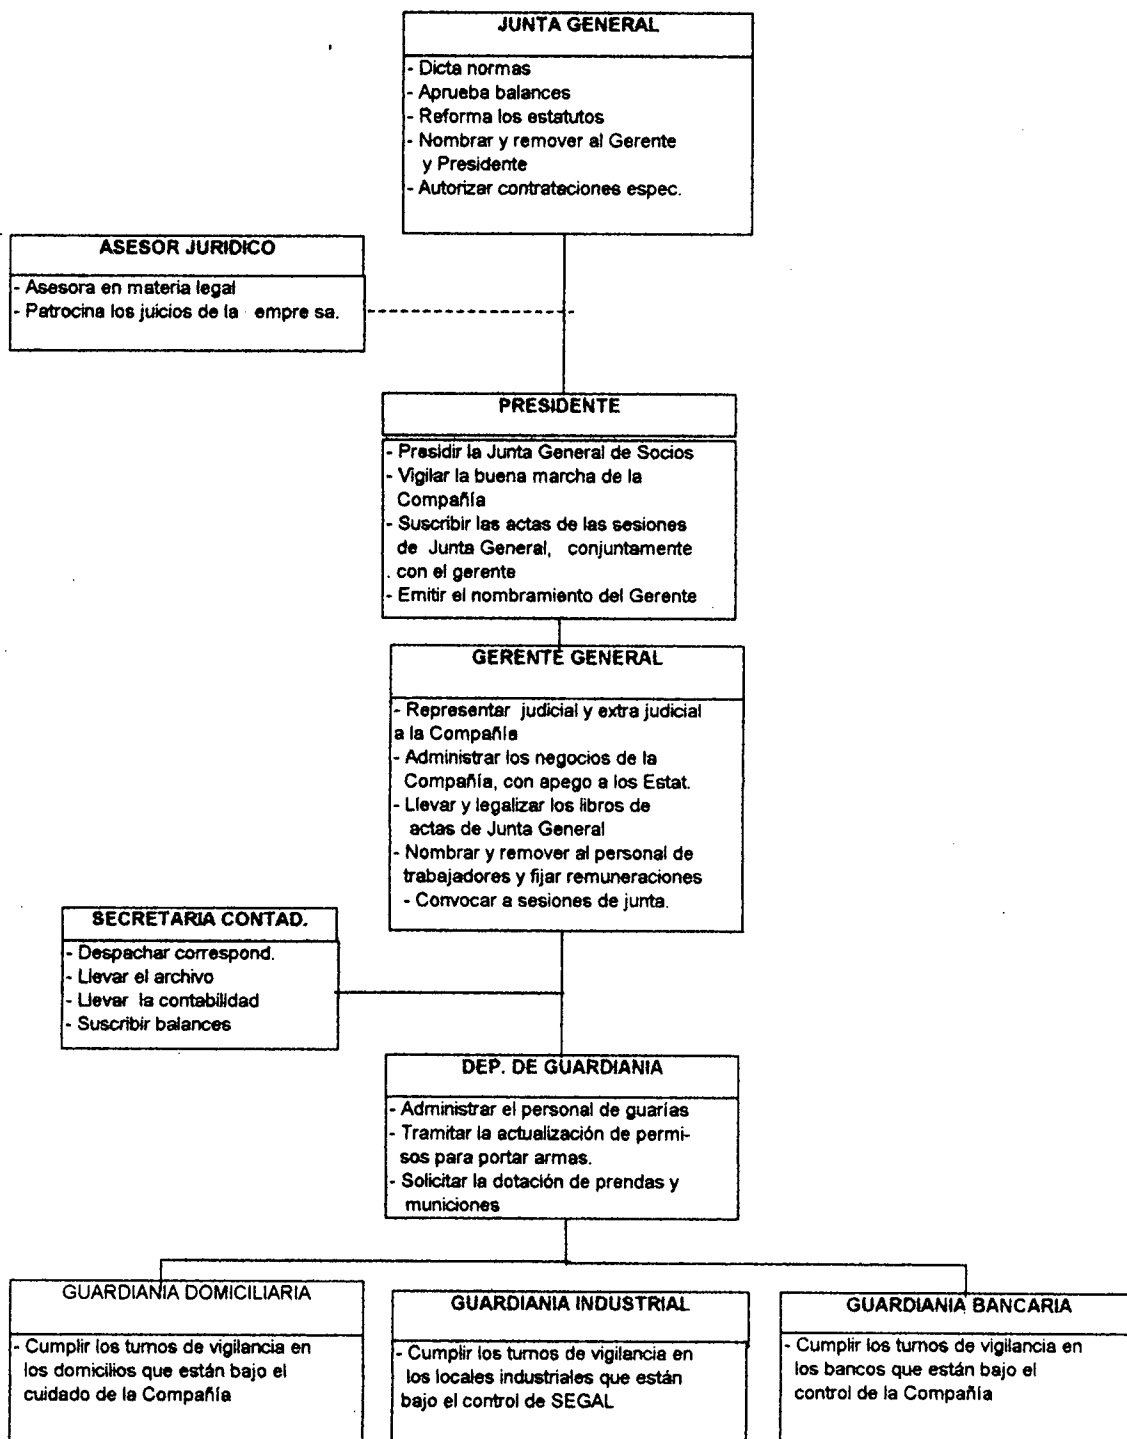 JUNTA GENERAL
- Dicta normas
- Aprueba balances
- Reforma los estatutos
- Nombrar y remover al Gerente
y Presidente
- Autorizar contrataciones espec.
ASESOR JURIDICO
- Asesora en materia legal
- Patrocina los juicios de la empre sa.
PRESIDENTE
- Presidir la Junta General de Socios
- Vigilar la buena marcha de la
Compañía
- Suscribir las actas de las sesiones
de Junta General, conjuntamente
. con el gerente
- Emitir el nombramiento del Gerente
GERENTE GENERAL
- Representar judicial y extra judicial
a la Compañía
- Administrar los negocios de la
Compañía, con apego a los Estat.
- Llevar y legalizar los libros de
actas de Junta General
- Nombrar y remover al personal de
trabajadores y fijar remuneraciones
- Convocar a sesiones de junta.
SECRETARIA CONTAD.
- Despachar correspond.
- Llevar el archivo
- Llevar la contabilidad
- Suscribir balances
DEP. DE GUARDIANIA
- Administrar el personal de guarías
- Tramitar la actualización de permi-
sos para portar armas.
- Solicitar la dotación de prendas y
municiones
GUARDIANIA DOMICILIARIA
- Cumplir los turnos de vigilancia en
los domicilios que están bajo el
cuidado de la Compañía
GUARDIANIA INDUSTRIAL
- Cumplir los turnos de vigilancia en
los locales industriales que están
bajo el control de SEGAL
GUARDIANIA BANCARIA
- Cumplir los turnos de vigilancia en
los bancos que están bajo el
control de la Compañía